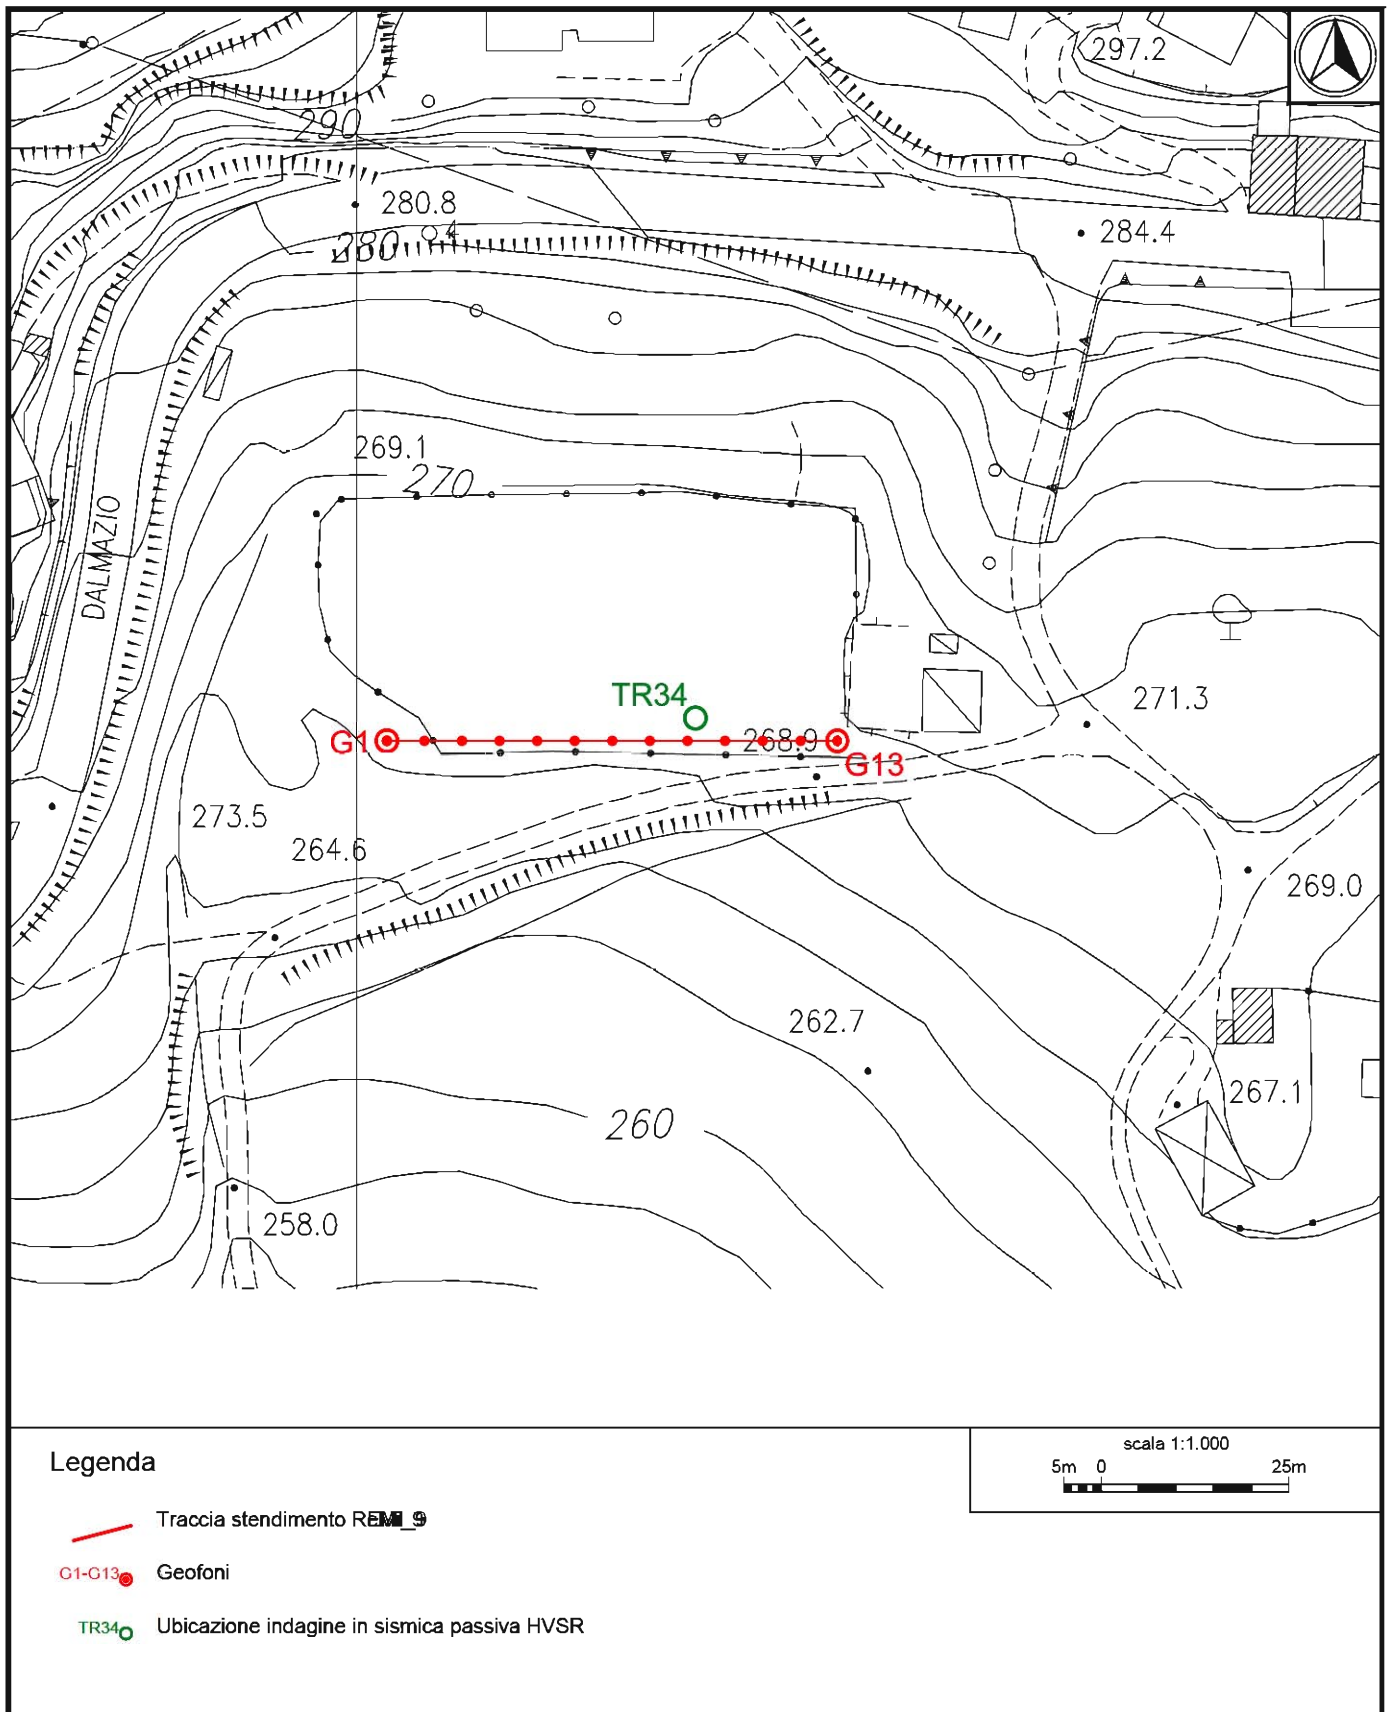 297.2
290
280.8
284.4
4
280
269.1
270
DALMAZIO
TR34
271.3
G1
268.9
G13
273.5
264.6
269.0
262.7
267.1
260
258.0
scala 1:1.000
5m 0 25m
Legenda
Traccia stendimento
G1-G13 Geofoni
TR34 Ubicazione indagine in sismica passiva HVSR